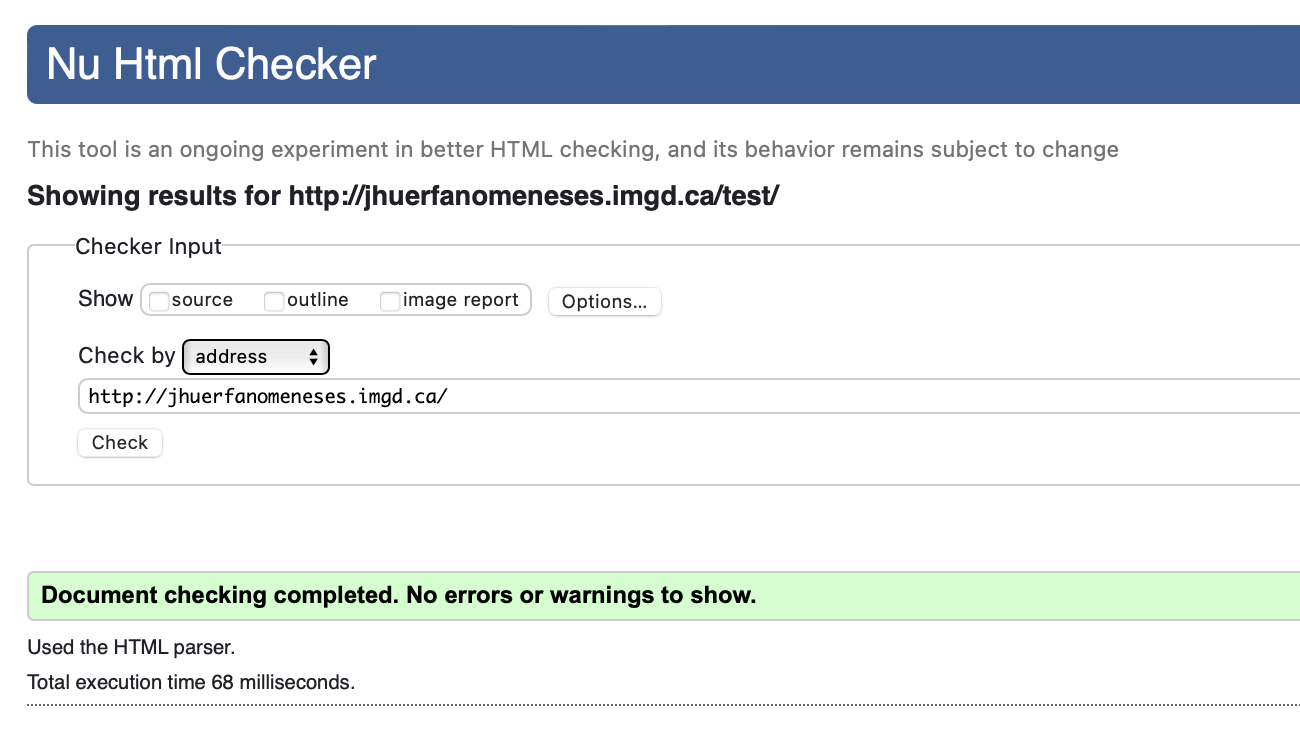 Nu Html Checker
This tool is an ongoing experiment in better HTML checking, and its behavior remains subject to change
Showing results for http://jhuerfanomeneses.imgd.ca/test/
Checker Input
Show source outline image report Options...
Check by address
http://jhuerfanomeneses.imgd.ca/
Check
Document checking completed. No errors or warnings to show.
Used the HTML parser.
Total execution time 68 milliseconds.